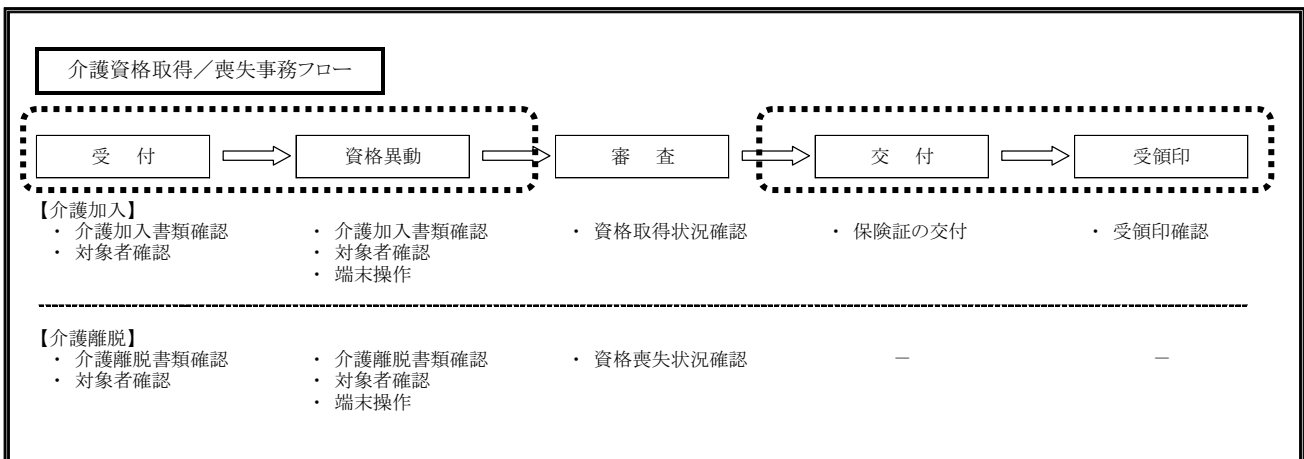 介護資格取得／喪失事務フロー
受　付　資格異動　審　査　交　付　受領印
【介護加入】
・ 介護加入書類確認　・ 介護加入書類確認　・ 資格取得状況確認　・ 保険証の交付　・ 受領印確認
・ 対象者確認　・ 対象者確認
・ 端末操作
【介護離脱】
・ 介護離脱書類確認　・ 介護離脱書類確認　・ 資格喪失状況確認　－　－
・ 対象者確認　・ 対象者確認
・ 端末操作